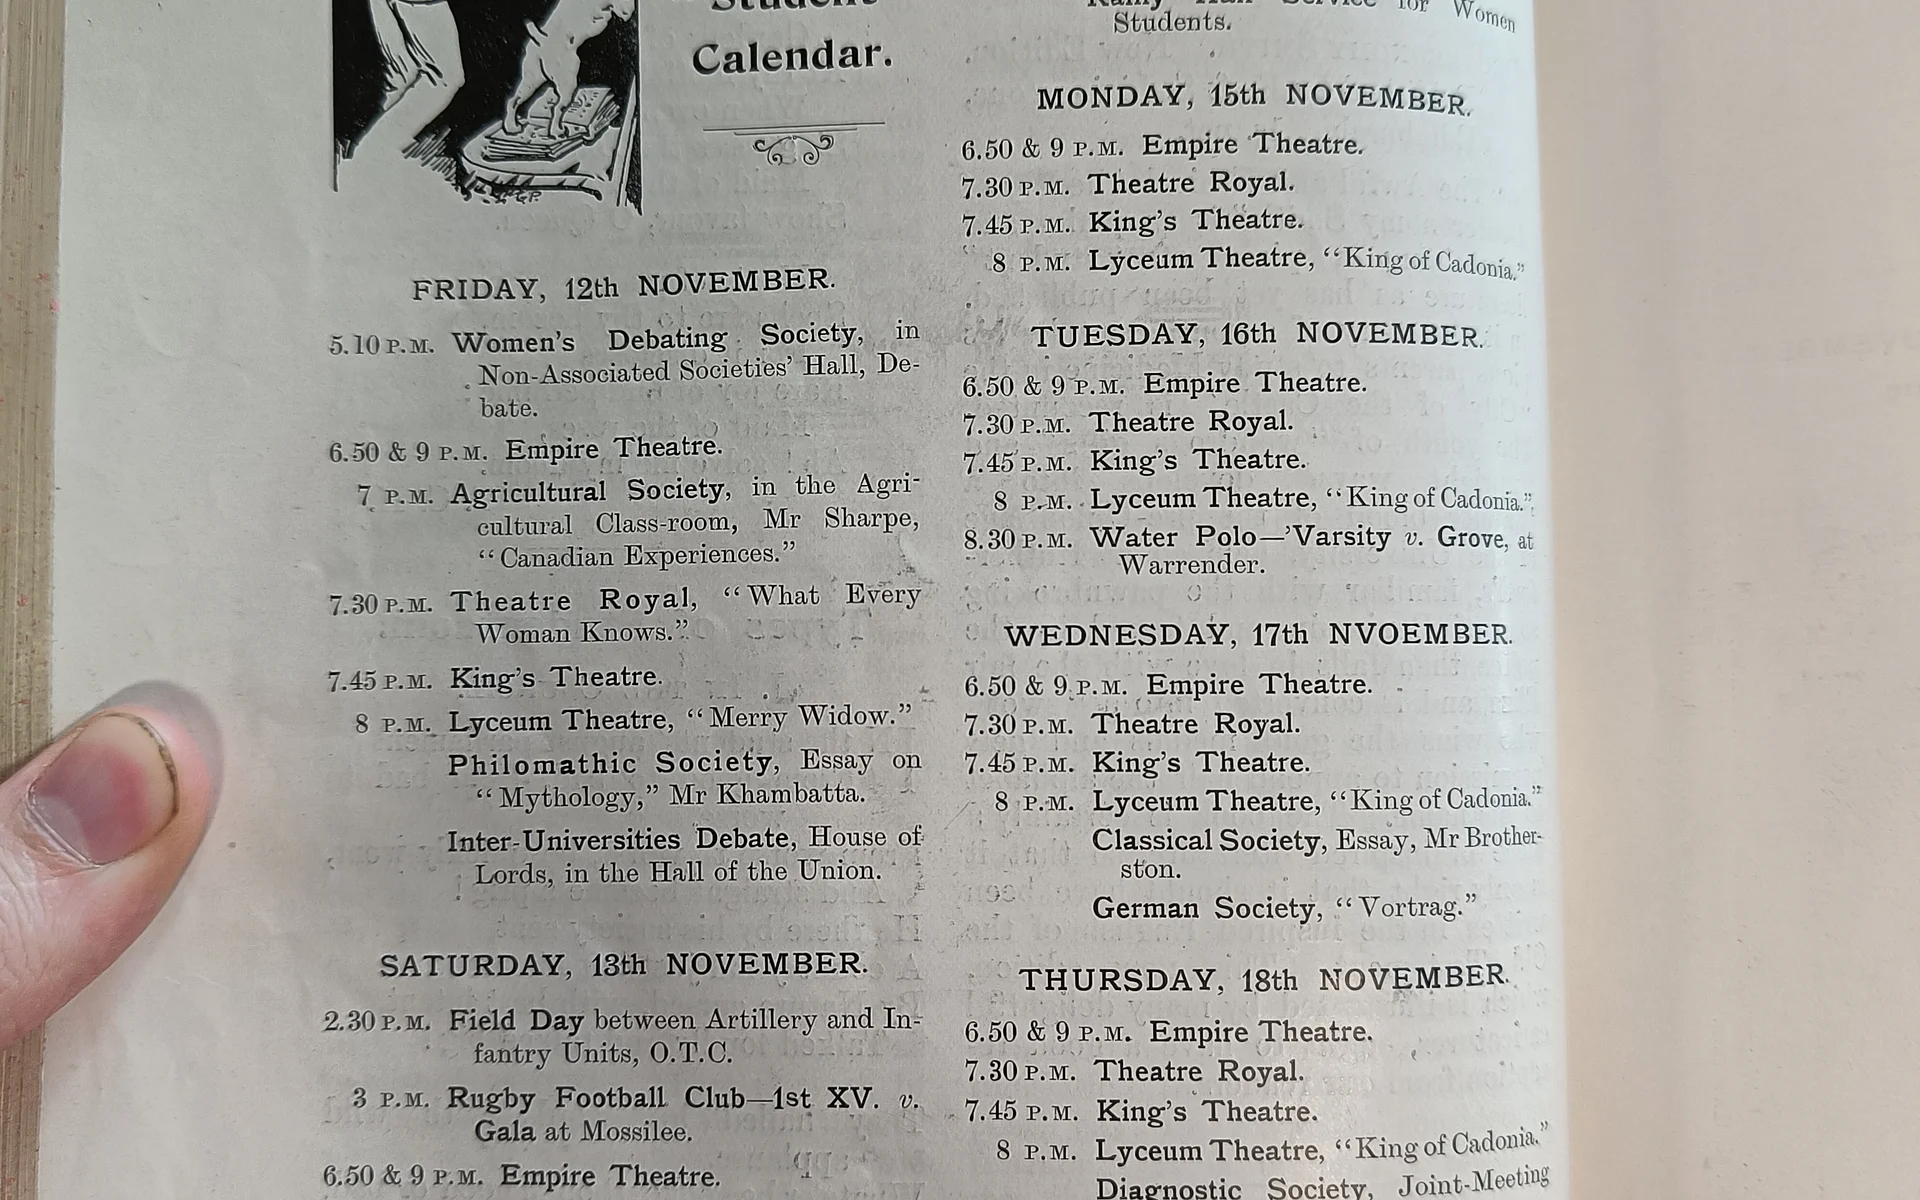 Student
Calendar.
FRIDAY, 12th NOVEMBER.
5.10 P.M. Women's Debating Society, in
Non-Associated Societies' Hall, De-
bate.
6.50 & 9 P.M. Empire Theatre.
7 P.M. Agricultural Society, in the Agri-
cultural Class-room, Mr Sharpe,
"Canadian Experiences."
7.30 P.M. Theatre Royal, "What Every
Woman Knows."
7.45 P.M. King's Theatre.
8 P.M. Lyceum Theatre, "Merry Widow."
Philomathic Society, Essay on
"Mythology," Mr Khambatta.
Inter-Universities Debate, House of
Lords, in the Hall of the Union.
SATURDAY, 13th NOVEMBER.
2.30 P.M. Field Day between Artillery and In-
fantry Units, O.T.C.
3 P.M. Rugby Football Club—1st XV. v.
Gala at Mossilee.
6.50 & 9 P.M. Empire Theatre.
Service for Women
Students.
MONDAY, 15th NOVEMBER.
6.50 & 9 P.M. Empire Theatre.
7.30 P.M. Theatre Royal.
7.45 P.M. King's Theatre.
8 P.M. Lyceum Theatre, "King of Cadonia."
TUESDAY, 16th NOVEMBER.
6.50 & 9 P.M. Empire Theatre.
7.30 P.M. Theatre Royal.
7.45 P.M. King's Theatre.
8 P.M. Lyceum Theatre, "King of Cadonia."
8.30 P.M. Water Polo—'Varsity v. Grove, at
Warrender.
WEDNESDAY, 17th NVOEMBER.
6.50 & 9 P.M. Empire Theatre.
7.30 P.M. Theatre Royal.
7.45 P.M. King's Theatre.
8 P.M. Lyceum Theatre, "King of Cadonia."
Classical Society, Essay, Mr Brother-
ston.
German Society, "Vortrag."
THURSDAY, 18th NOVEMBER.
6.50 & 9 P.M. Empire Theatre.
7.30 P.M. Theatre Royal.
7.45 P.M. King's Theatre.
8 P.M. Lyceum Theatre, "King of Cadonia."
Diagnostic Society, Joint-Meeting